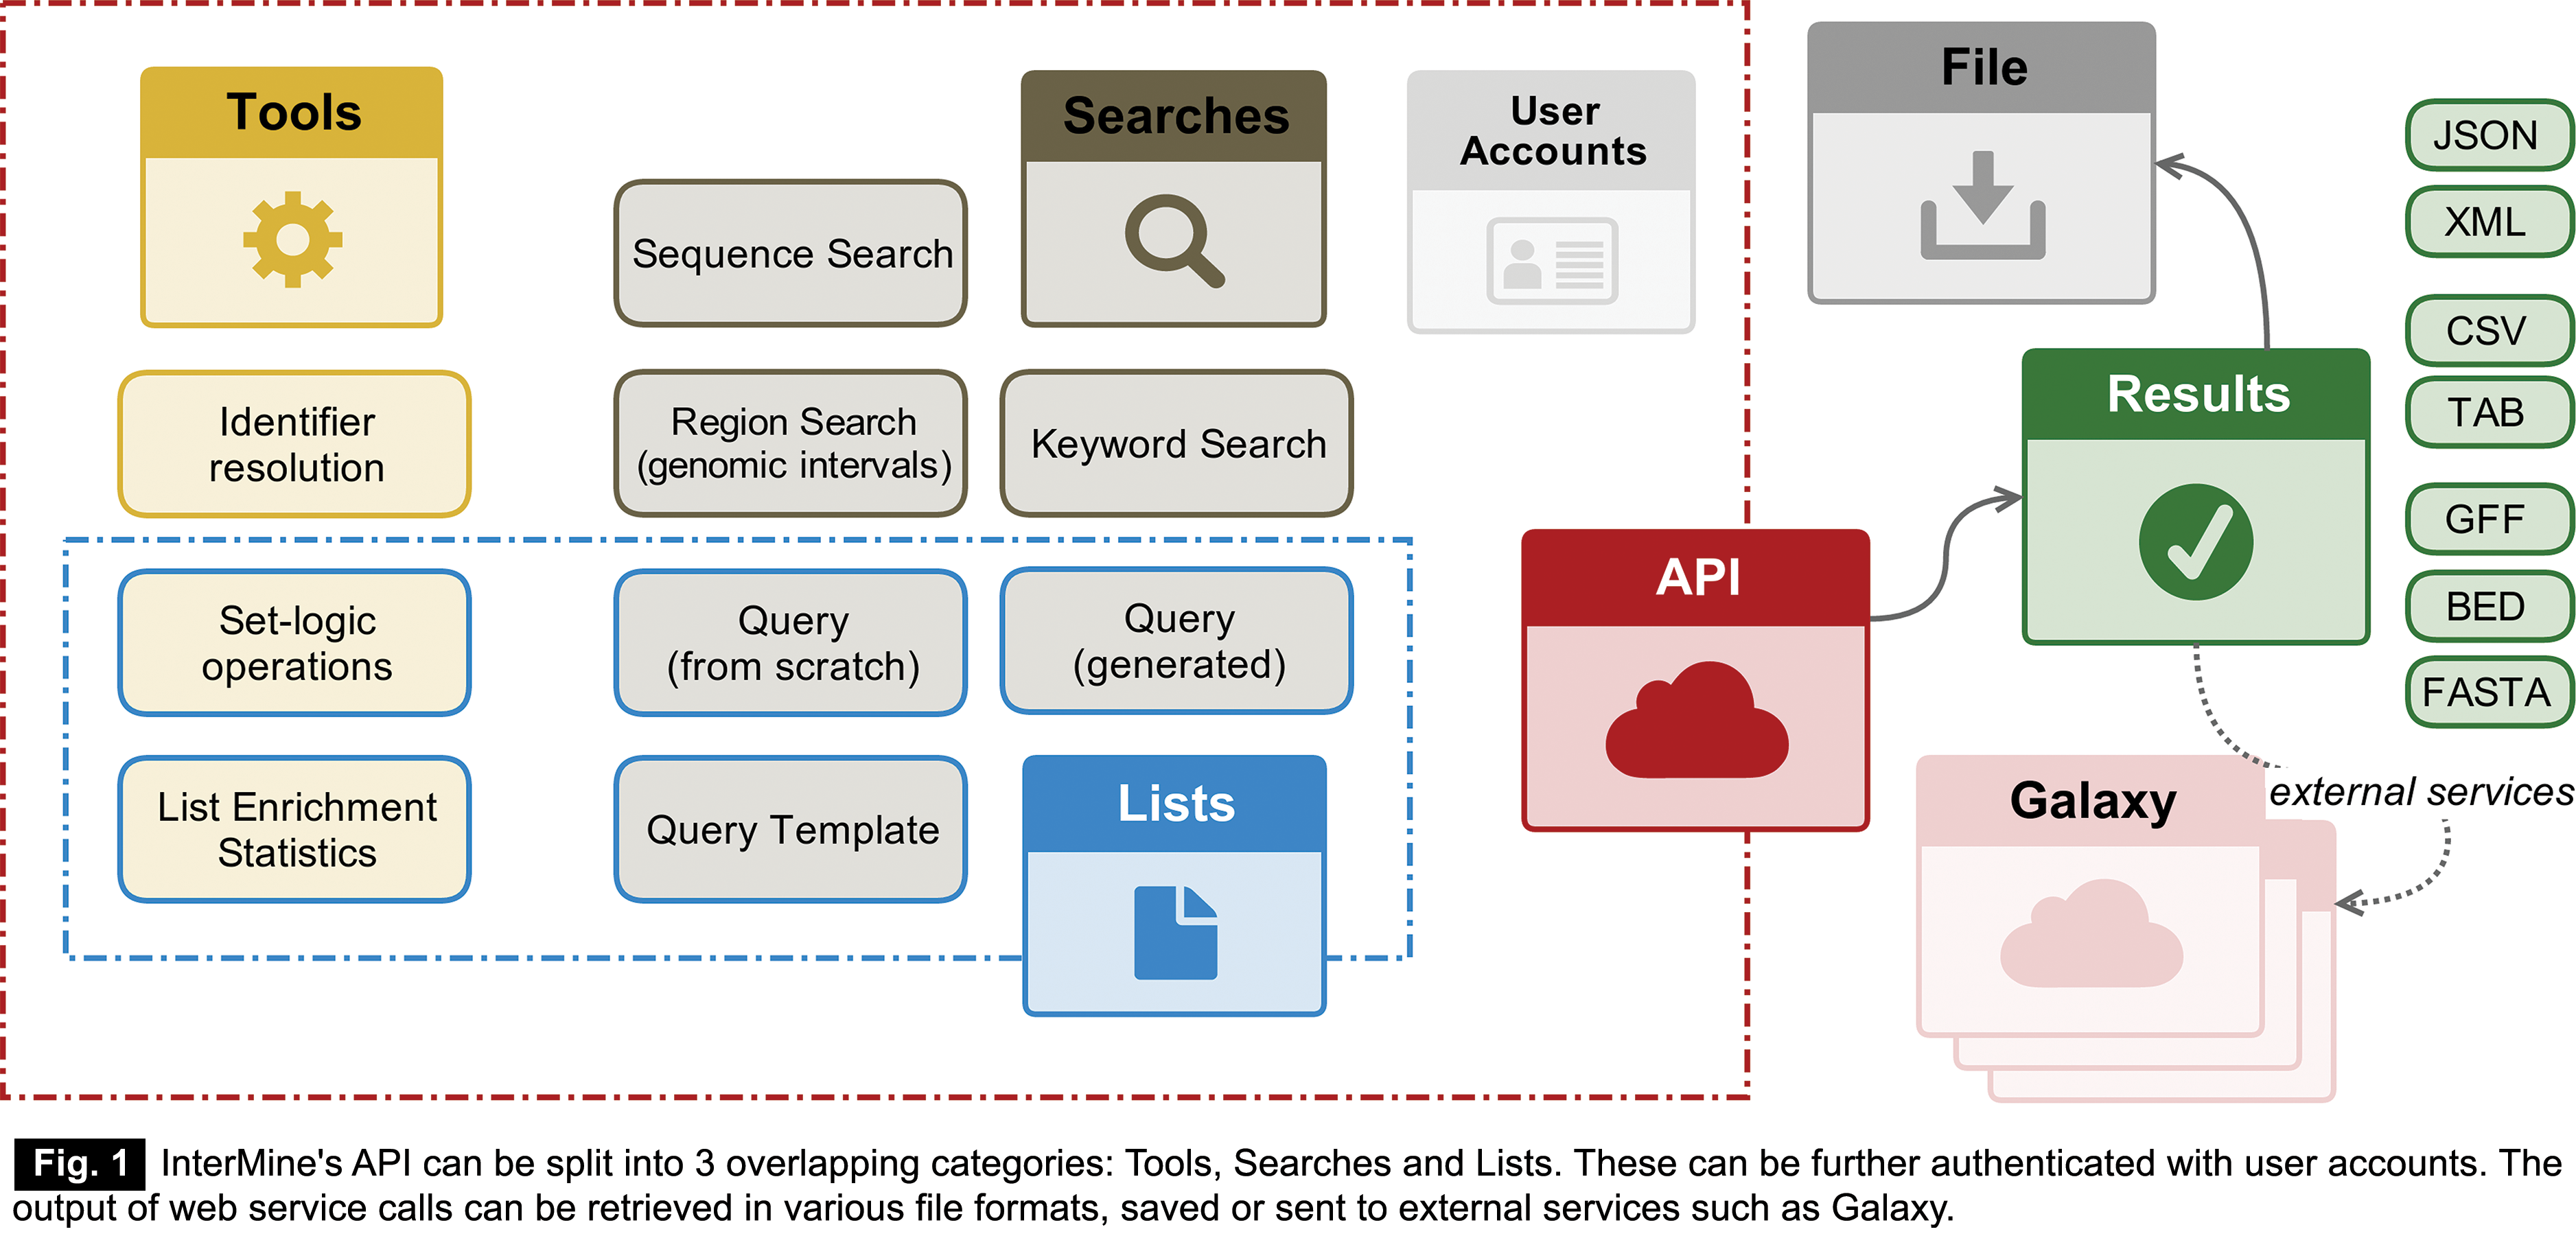 Tools
Identifier
resolution
Set-logic
operations
List Enrichment
Statistics
Sequence Search
Region Search
(genomic intervals)
Query
(from scratch)
Query Template
Searches
Keyword Search
Query
(generated)
Lists
User
Accounts
API
File
Results
JSON
XML
CSV
TAB
GFF
BED
FASTA
external services
Galaxy
Fig. 1 InterMine's API can be split into 3 overlapping categories: Tools, Searches and Lists. These can be further authenticated with user accounts. The
output of web service calls can be retrieved in various file formats, saved or sent to external services such as Galaxy.